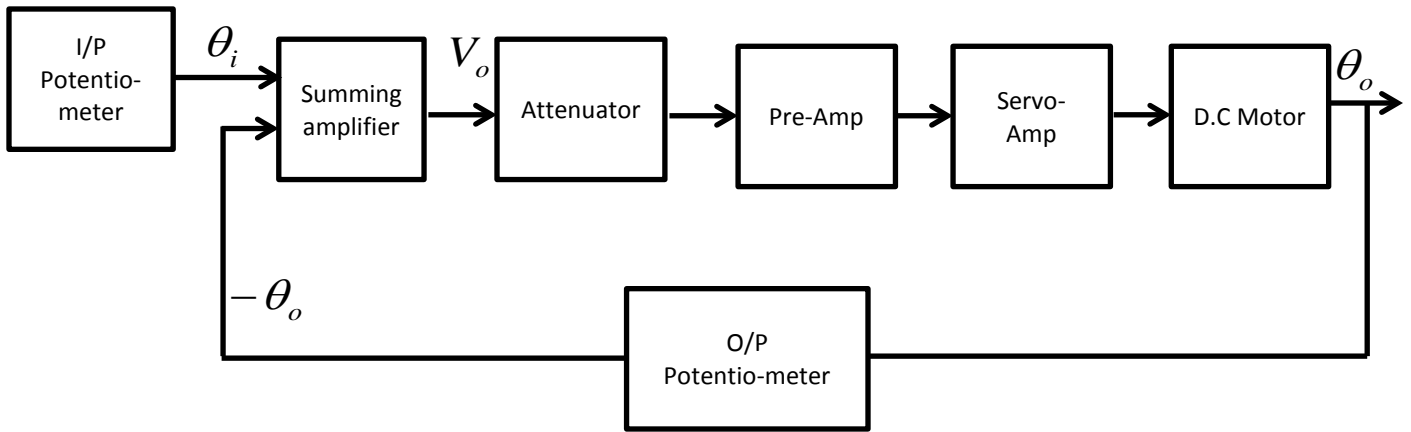 I/P
Potentio-
meter
θi
Summing
amplifier
Vo
Attenuator
Pre-Amp
Servo-
Amp
D.C Motor
θo
−θo
O/P
Potentio-meter